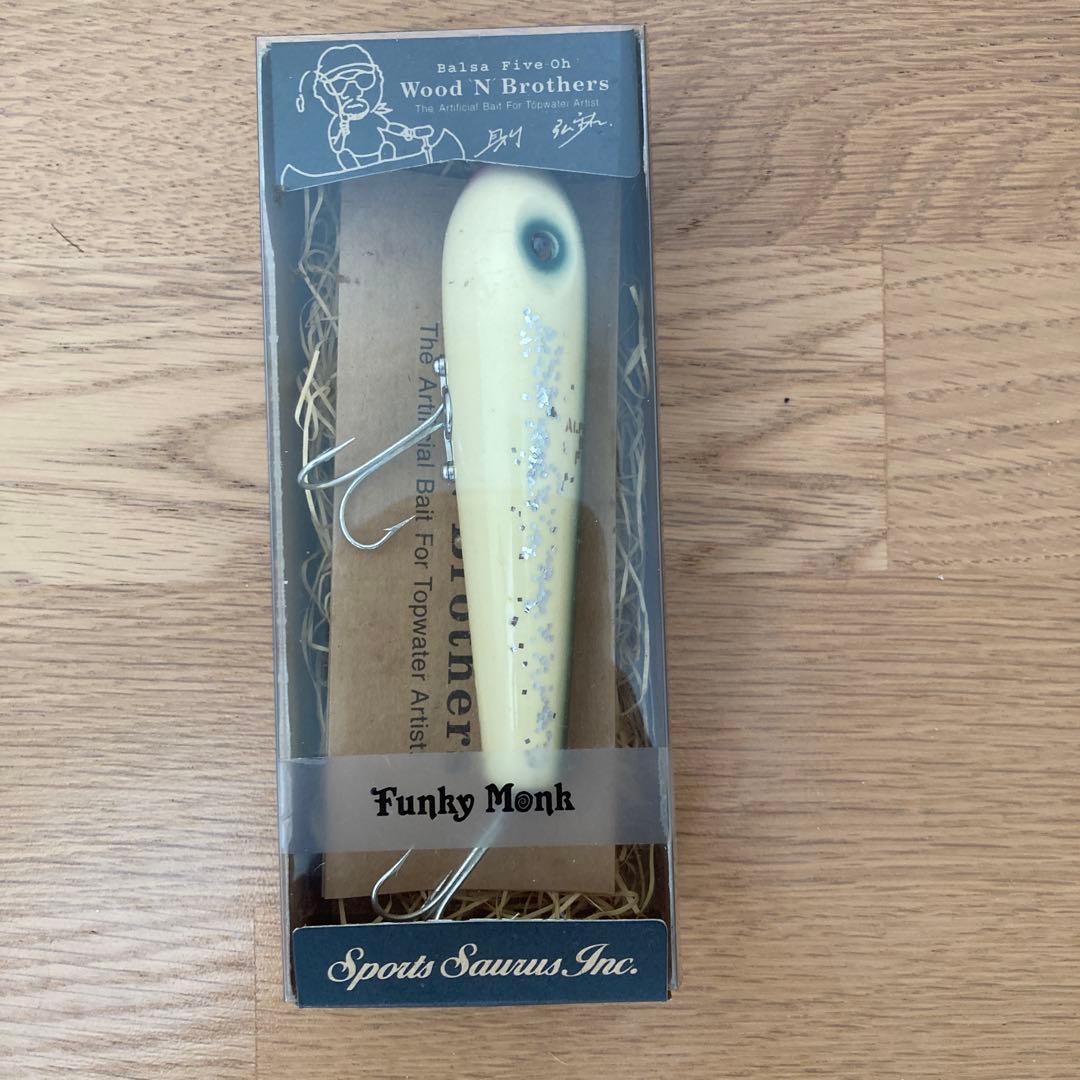 Balsa Five-Oh
Wood 'N' Brothers
The Artificial Bait For Topwater Artist
The Artificial Bait For Topwater Artist.
Brother
Funky Monk
Sports Saurus Inc.